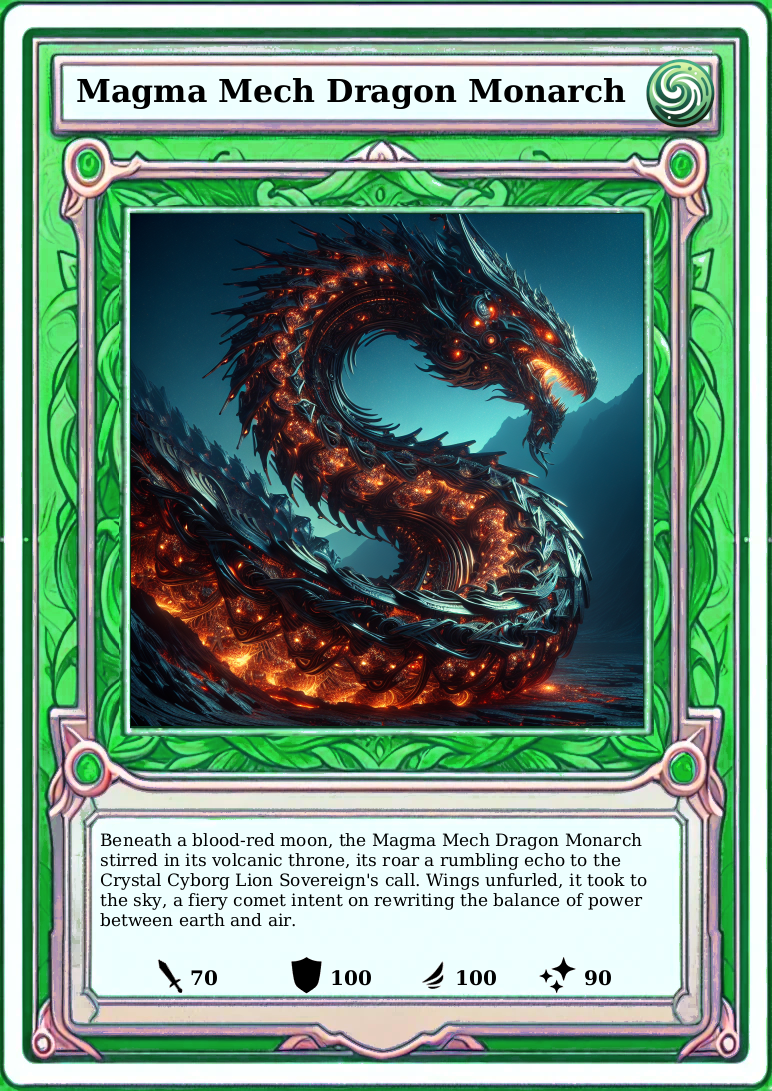 Magma Mech Dragon Monarch
Beneath a blood-red moon, the Magma Mech Dragon Monarch
stirred in its volcanic throne, its roar a rumbling echo to the
Crystal Cyborg Lion Sovereign's call. Wings unfurled, it took to
the sky, a fiery comet intent on rewriting the balance of power
between earth and air.
70 100 100 90